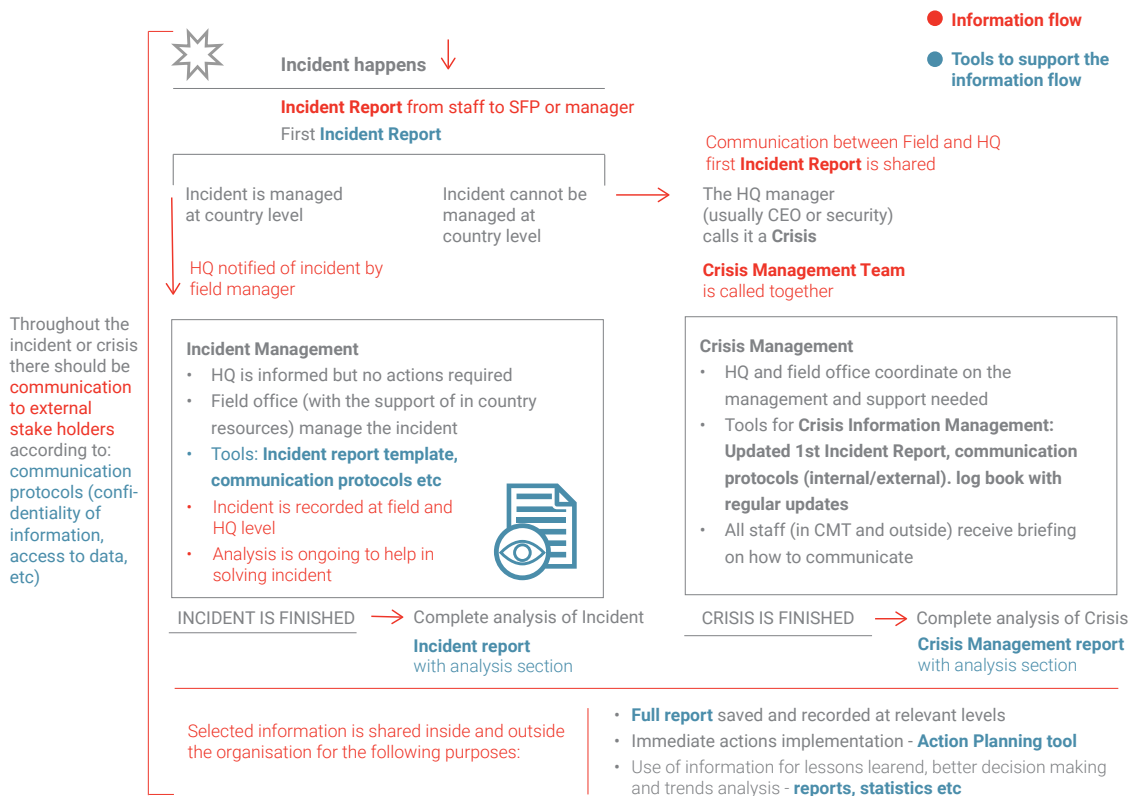 Information flow
Tools to support the
information flow
Incident happens
Incident Report from staff to SFP or manager
First Incident Report
Incident is managed
at country level
Incident cannot be
managed at
country level
Communication between Field and HQ
first Incident Report is shared
The HQ manager
(usually CEO or security)
calls it a Crisis
HQ notified of incident by
field manager
Crisis Management Team
is called together
Throughout the
incident or crisis
there should be
communication
to external
stake holders
according to:
communication
protocols (confi-
dentiality of
information,
access to data,
etc)
Incident Management
• HQ is informed but no actions required
• Field office (with the support of in country
resources) manage the incident
• Tools: Incident report template,
communication protocols etc
• Incident is recorded at field and
HQ level
• Analysis is ongoing to help in
solving incident
Crisis Management
• HQ and field office coordinate on the
management and support needed
• Tools for Crisis Information Management:
Updated 1st Incident Report, communication
protocols (internal/external). log book with
regular updates
• All staff (in CMT and outside) receive briefing
on how to communicate
INCIDENT IS FINISHED
Complete analysis of Incident
Incident report
with analysis section
CRISIS IS FINISHED
Complete analysis of Crisis
Crisis Management report
with analysis section
Selected information is shared inside and outside
the organisation for the following purposes:
• Full report saved and recorded at relevant levels
• Immediate actions implementation - Action Planning tool
• Use of information for lessons learend, better decision making
and trends analysis - reports, statistics etc